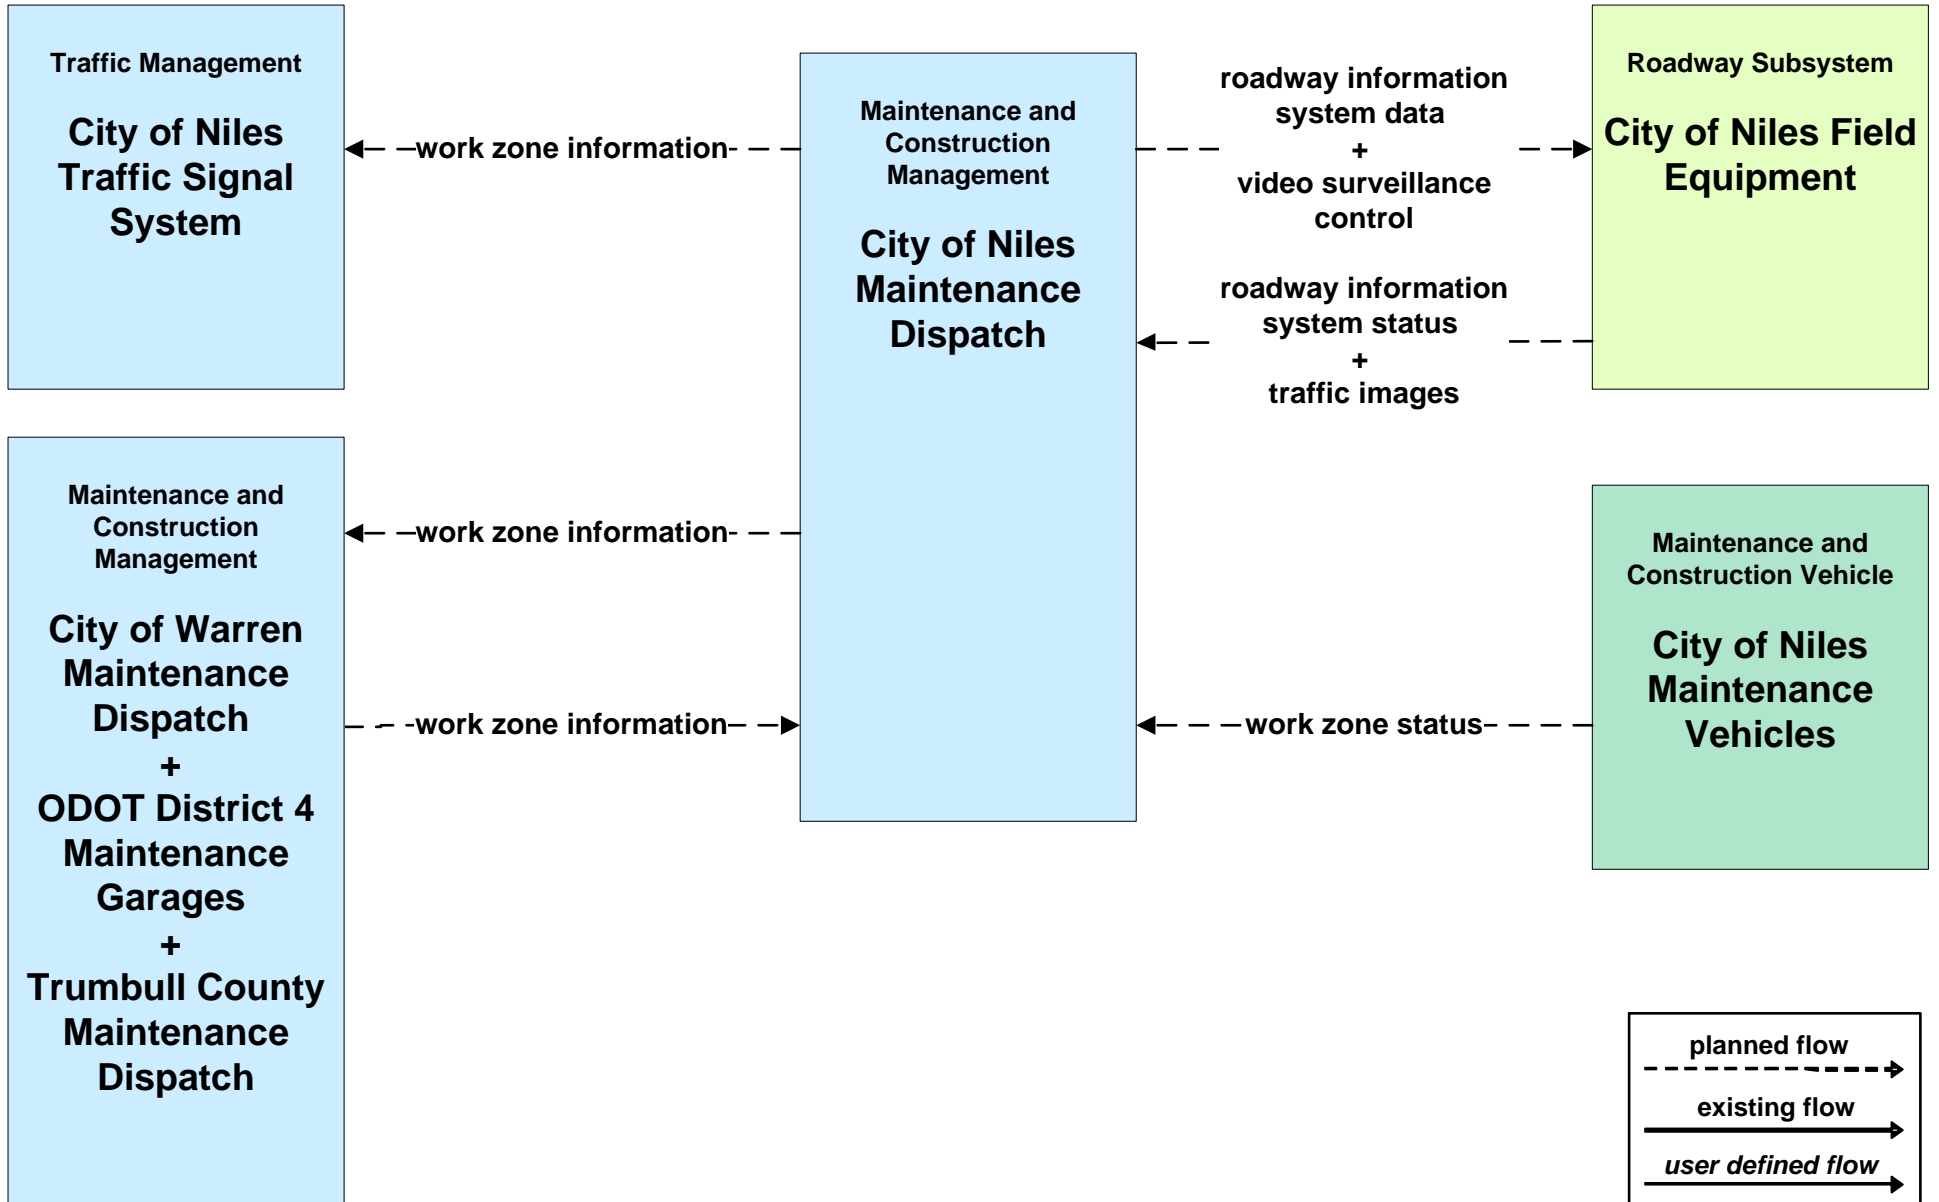 Traffic Management
City of Niles
Traffic Signal
System
work zone information
Maintenance and
Construction
Management
City of Niles
Maintenance
Dispatch
roadway information
system data
+
video surveillance
control
roadway information
system status
+
traffic images
Roadway Subsystem
City of Niles Field
Equipment
Maintenance and
Construction
Management
City of Warren
Maintenance
Dispatch
+
ODOT District 4
Maintenance
Garages
+
Trumbull County
Maintenance
Dispatch
work zone information
work zone information
work zone status
Maintenance and
Construction Vehicle
City of Niles
Maintenance
Vehicles
planned flow
existing flow
user defined flow